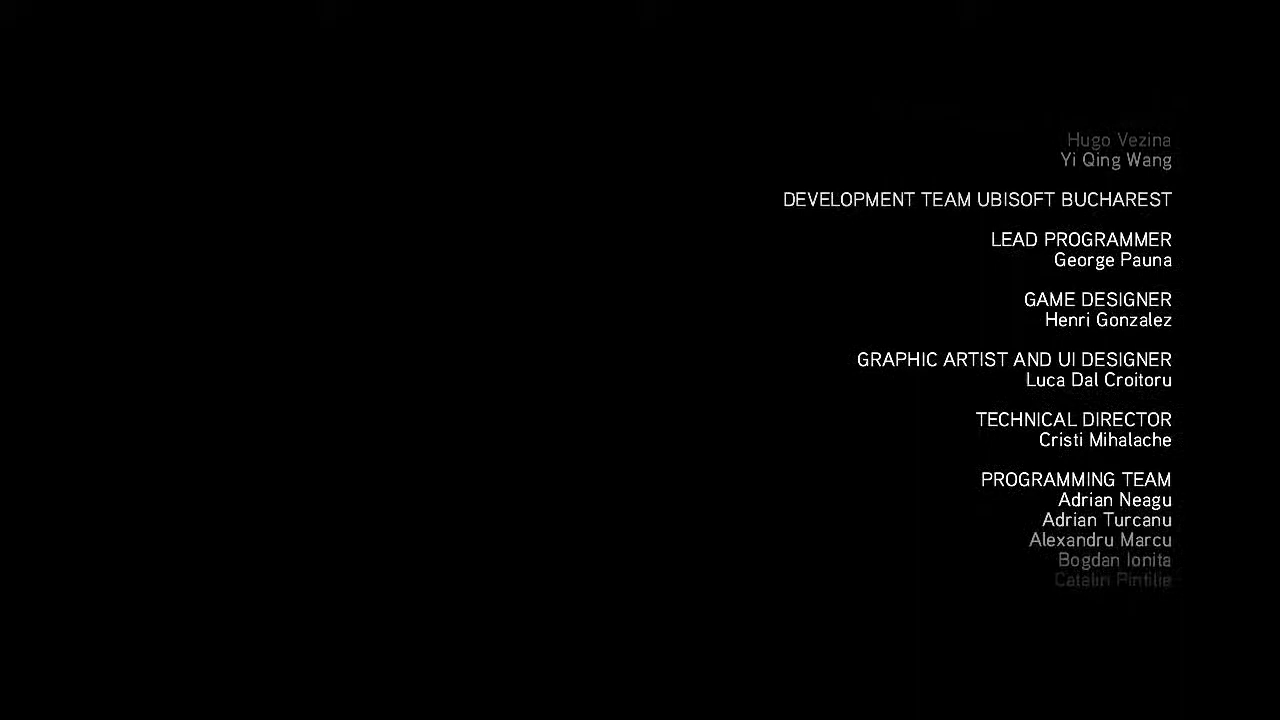 Hugo Vezina
Yi Qing Wang
DEVELOPMENT TEAM UBISOFT BUCHAREST
LEAD PROGRAMMER
George Pauna
GAME DESIGNER
Henri Gonzalez
GRAPHIC ARTIST AND UI DESIGNER
Luca Dal Croitoru
TECHNICAL DIRECTOR
Cristi Mihalache
PROGRAMMING TEAM
Adrian Neagu
Adrian Turcanu
Alexandru Marcu
Bogdan Ionita
Catalin Pintilie